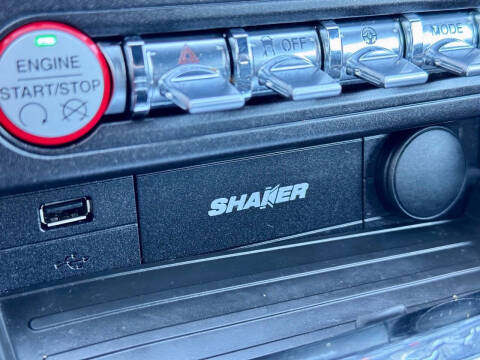 ENGINE
START/STOP
OFF
MODE
SHAKER